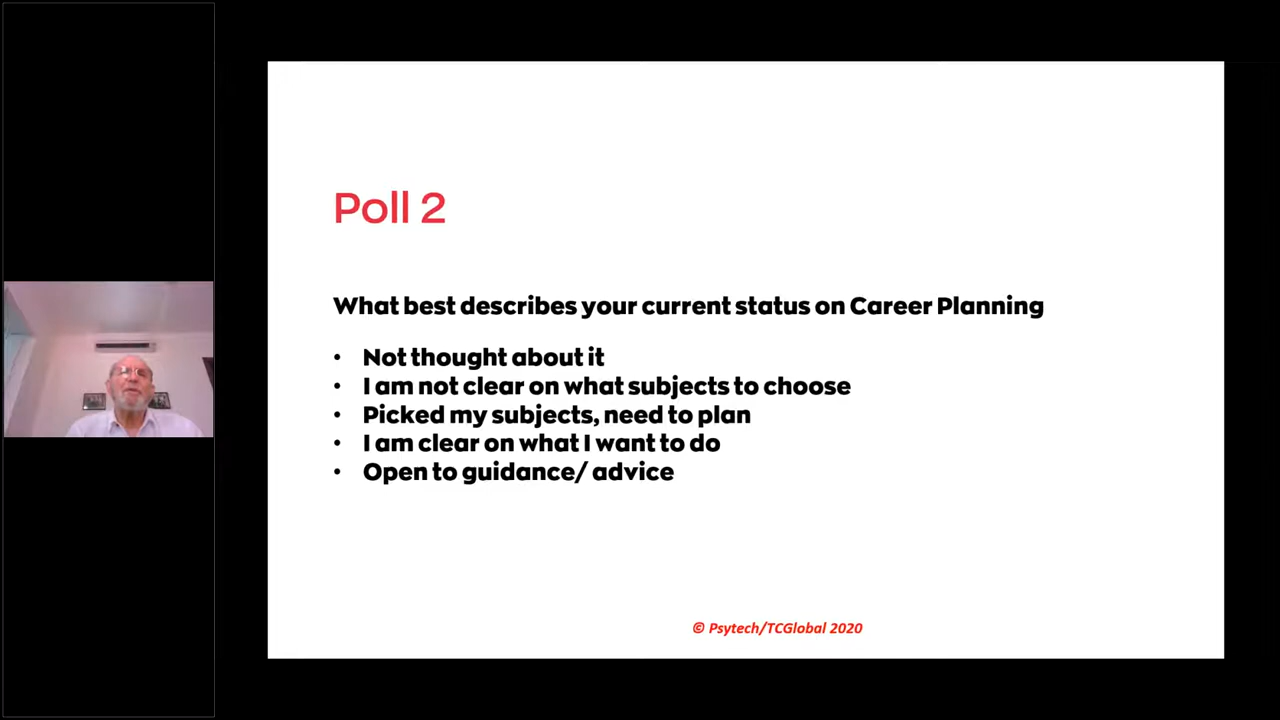 Poll 2
What best describes your current status on Career Planning
• Not thought about it
• I am not clear on what subjects to choose
• Picked my subjects, need to plan
• I am clear on what I want to do
• Open to guidance/ advice
© Psytech/TCGlobal 2020